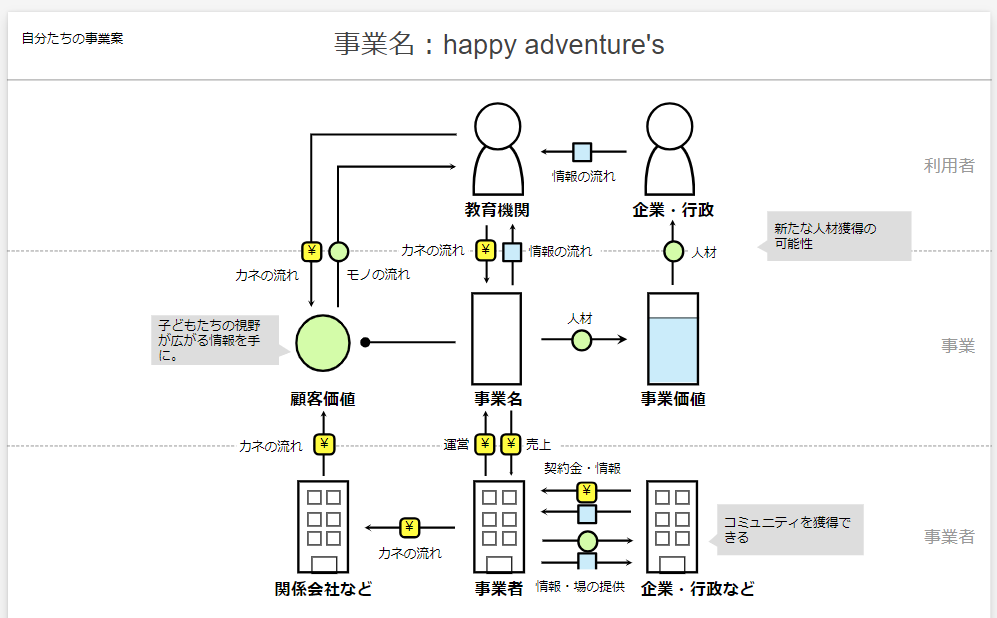 自分たちの事業案
事業名：happy adventure's
情報の流れ
利用者
教育機関
企業・行政
新たな人材獲得の
可能性
¥
カネの流れ
モノの流れ
カネの流れ
¥
情報の流れ
人材
子どもたちの視野
が広がる情報を手
に。
人材
事業
顧客価値
事業名
事業価値
カネの流れ
¥
運営
¥
¥
売上
契約金・情報
¥
コミュニティを獲得で
きる
¥
カネの流れ
事業者
関係会社など
事業者
情報・場の提供
企業・行政など